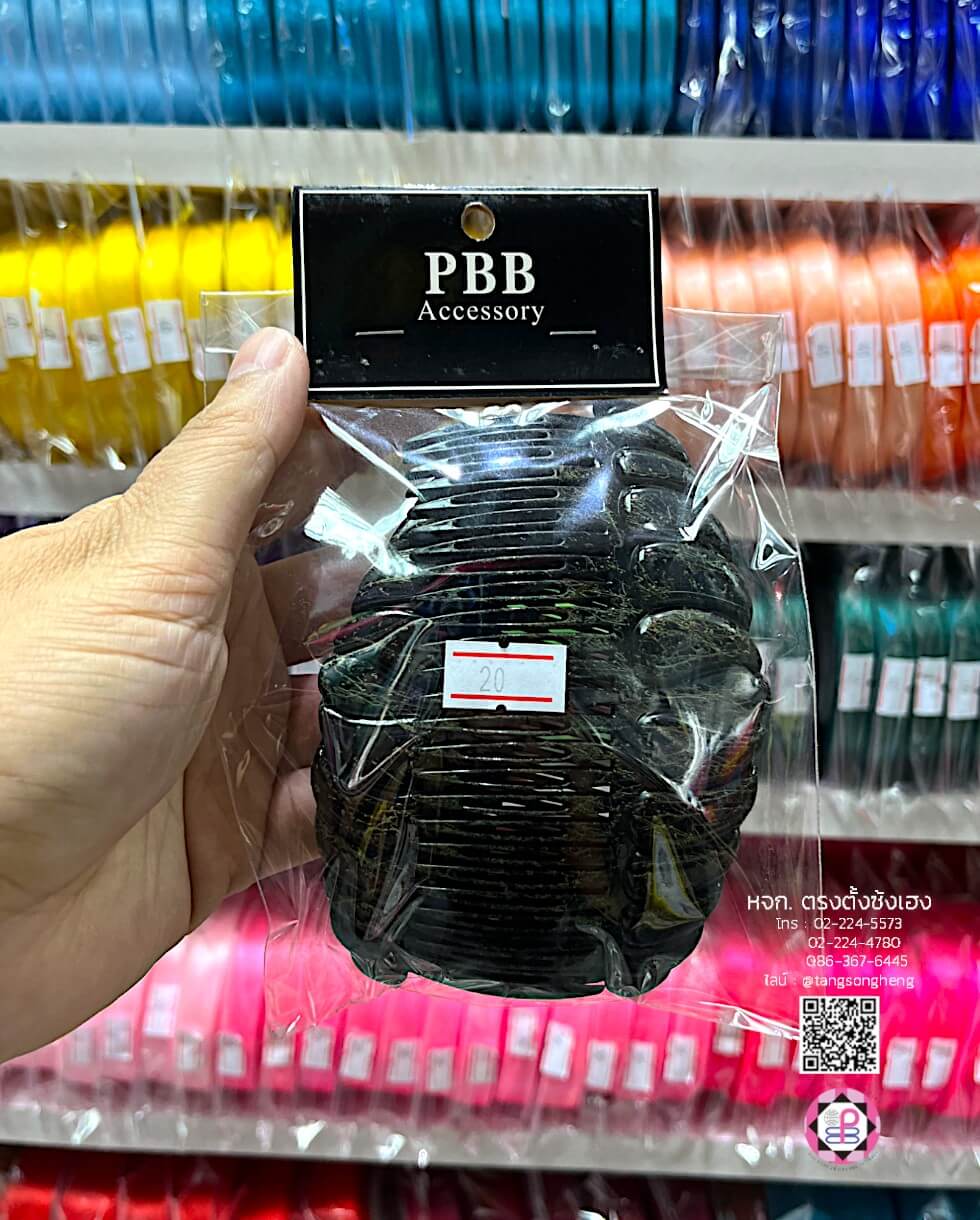 PBB
Accessory
20
หจก. ตรงตั้งซ้งเฮง
โทร : 02-224-5573
02-224-4780
086-367-6445
ไลน์ : @tangsongheng